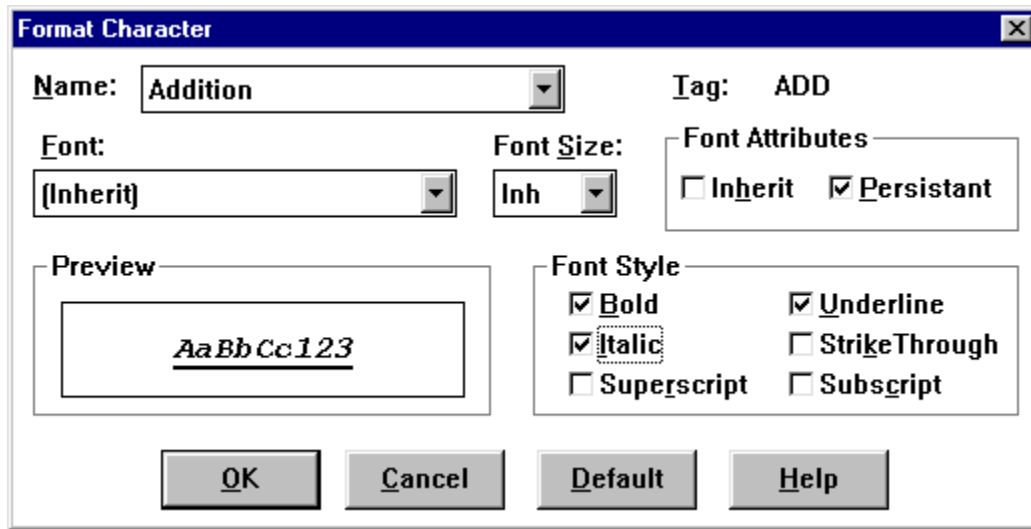 Format Character
Name: Addition Tag: ADD
Font: Font Size: Font Attributes
(Inherit) Inh Inherit Persistant
Preview Font Style
Bold Underline
AaBbCc123 Italic StrikeThrough
Superscript Subscript
OK Cancel Default Help